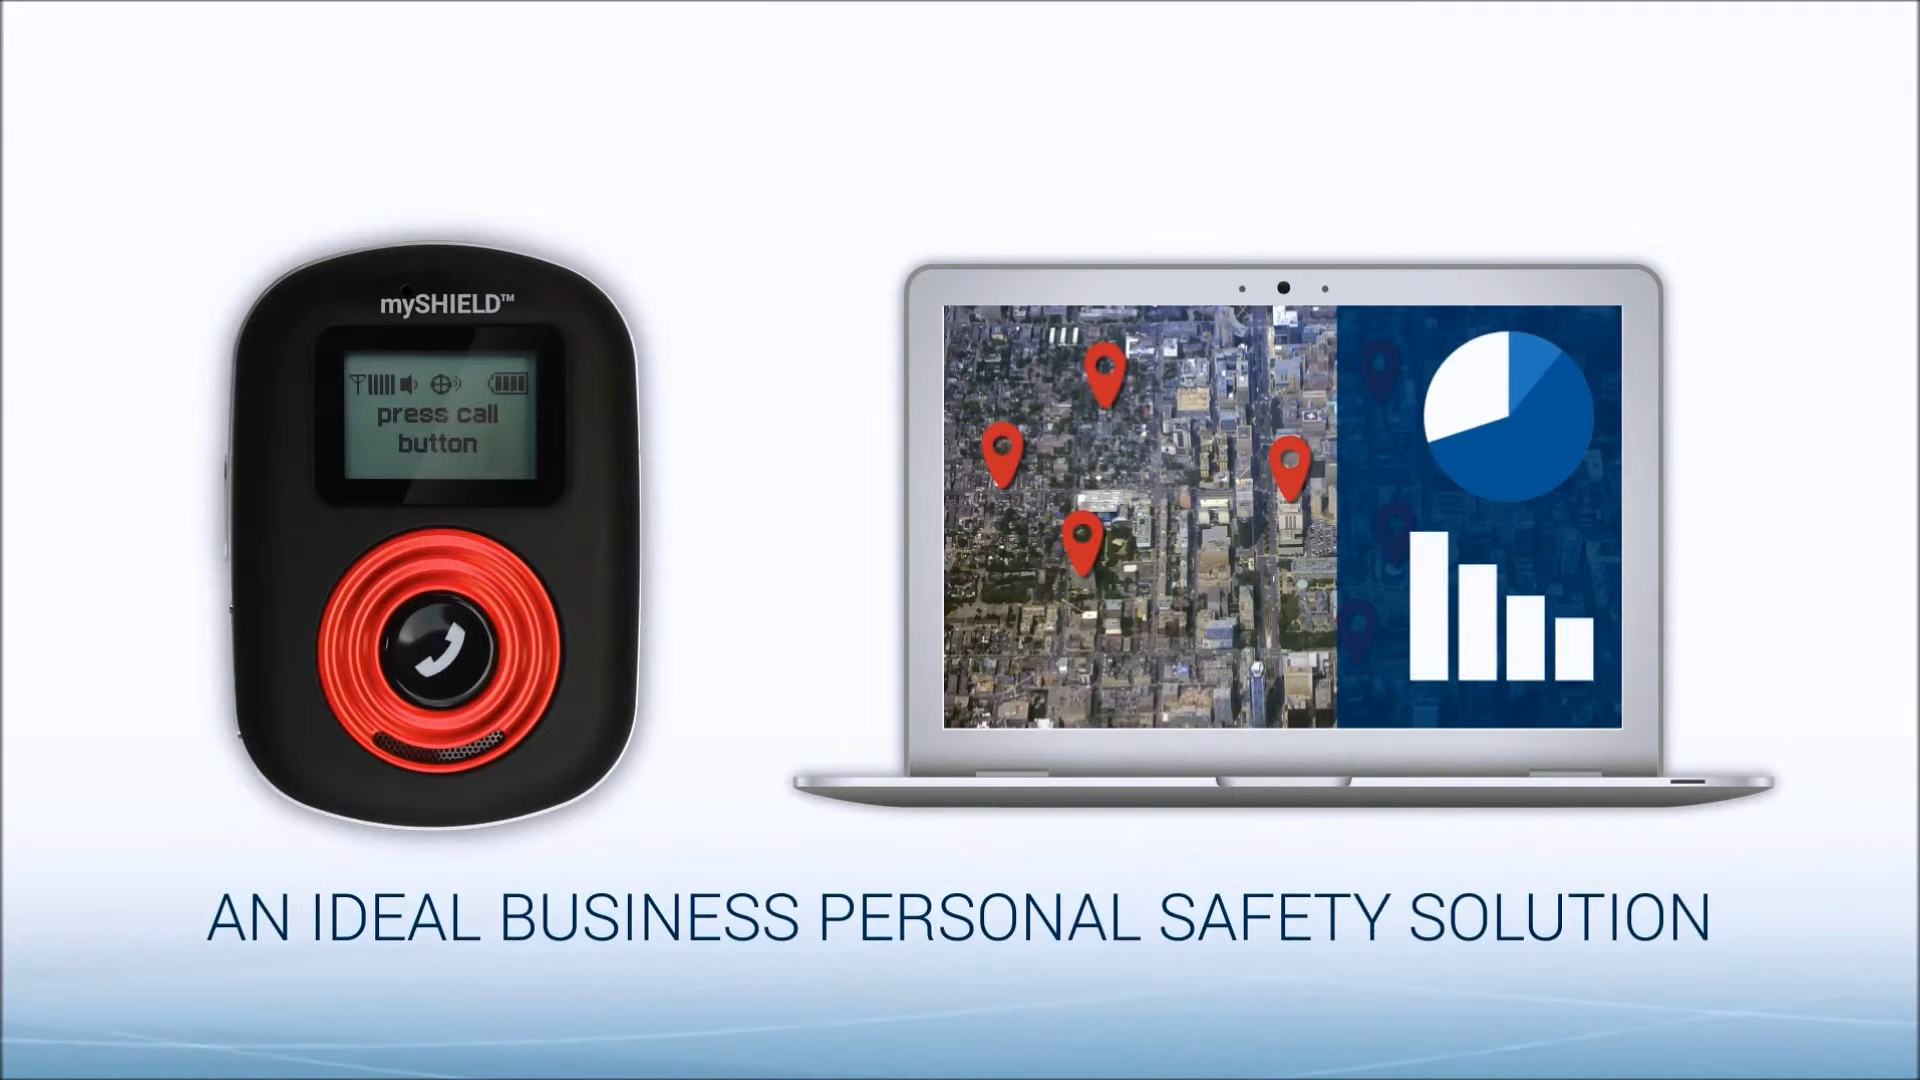 mySHIELD™
press call
button
AN IDEAL BUSINESS PERSONAL SAFETY SOLUTION